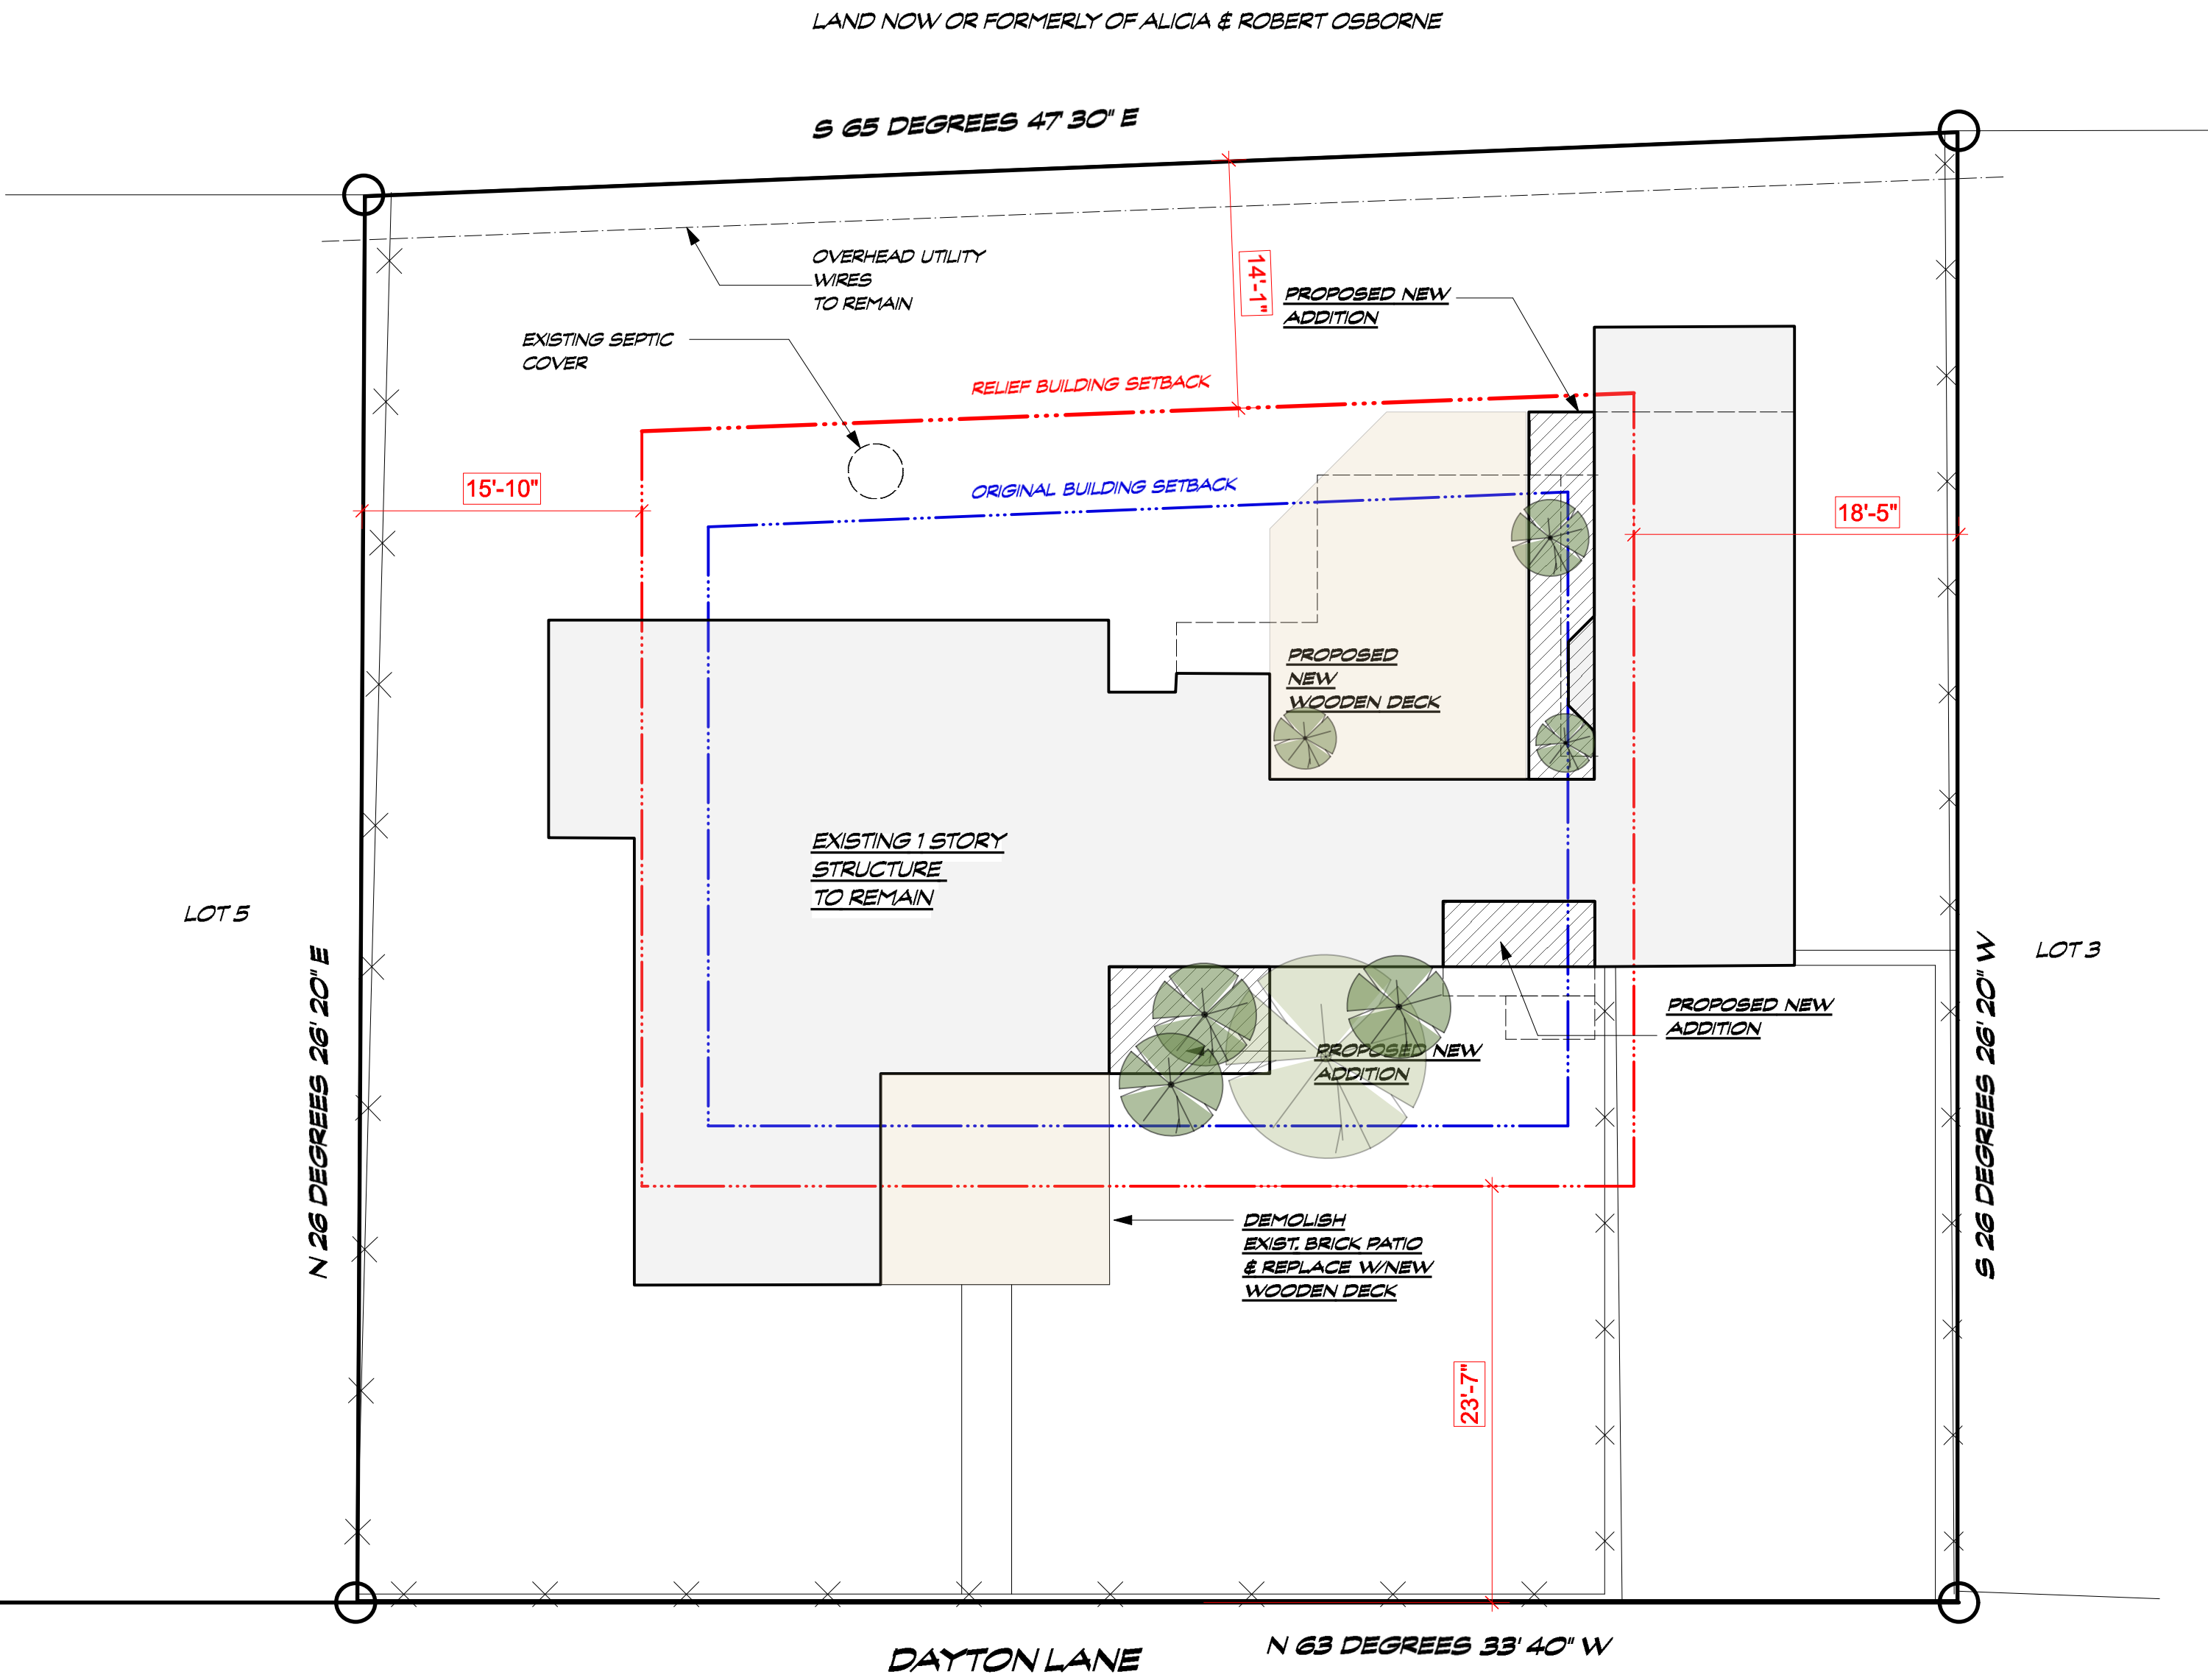 LAND NOW OR FORMERLY OF ALICIA & ROBERT OSBORNE
S 65 DEGREES 47' 30" E
OVERHEAD UTILITY
WIRES
TO REMAIN
14'-1"
PROPOSED NEW
ADDITION
EXISTING SEPTIC
COVER
RELIEF BUILDING SETBACK
15'-10"
ORIGINAL BUILDING SETBACK
18'-5"
PROPOSED
NEW
WOODEN DECK
EXISTING 1 STORY
STRUCTURE
TO REMAIN
LOT 5
N 26 DEGREES 26' 20" E
S 26 DEGREES 26' 20" W
LOT 3
PROPOSED NEW
ADDITION
PROPOSED NEW
ADDITION
DEMOLISH
EXIST. BRICK PATIO
& REPLACE W/NEW
WOODEN DECK
23'-7"
DAYTON LANE
N 63 DEGREES 33' 40" W